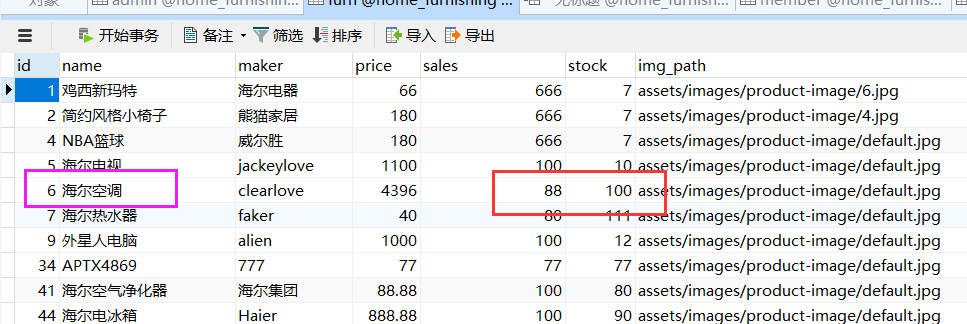 对象 admin @home_furnishin... furn @home_furnishing ... 无标题 @home_furnishin... member @home_furnishin...
开始事务 备注 筛选 排序 导入 导出
id name maker price sales stock img_path
1 鸡西新玛特 海尔电器 66 666 7 assets/images/product-image/6.jpg
2 简约风格小椅子 熊猫家居 180 666 7 assets/images/product-image/4.jpg
4 NBA篮球 威尔胜 180 666 7 assets/images/product-image/default.jpg
5 海尔电视 jackeylove 1100 100 10 assets/images/product-image/default.jpg
6 海尔空调 clearlove 4396 88 100 assets/images/product-image/default.jpg
7 海尔热水器 faker 40 80 111 assets/images/product-image/default.jpg
9 外星人电脑 alien 1000 100 12 assets/images/product-image/default.jpg
34 APTX4869 777 77 77 77 assets/images/product-image/default.jpg
41 海尔空气净化器 海尔集团 88.88 100 80 assets/images/product-image/default.jpg
44 海尔电冰箱 Haier 888.88 100 90 assets/images/product-image/default.jpg